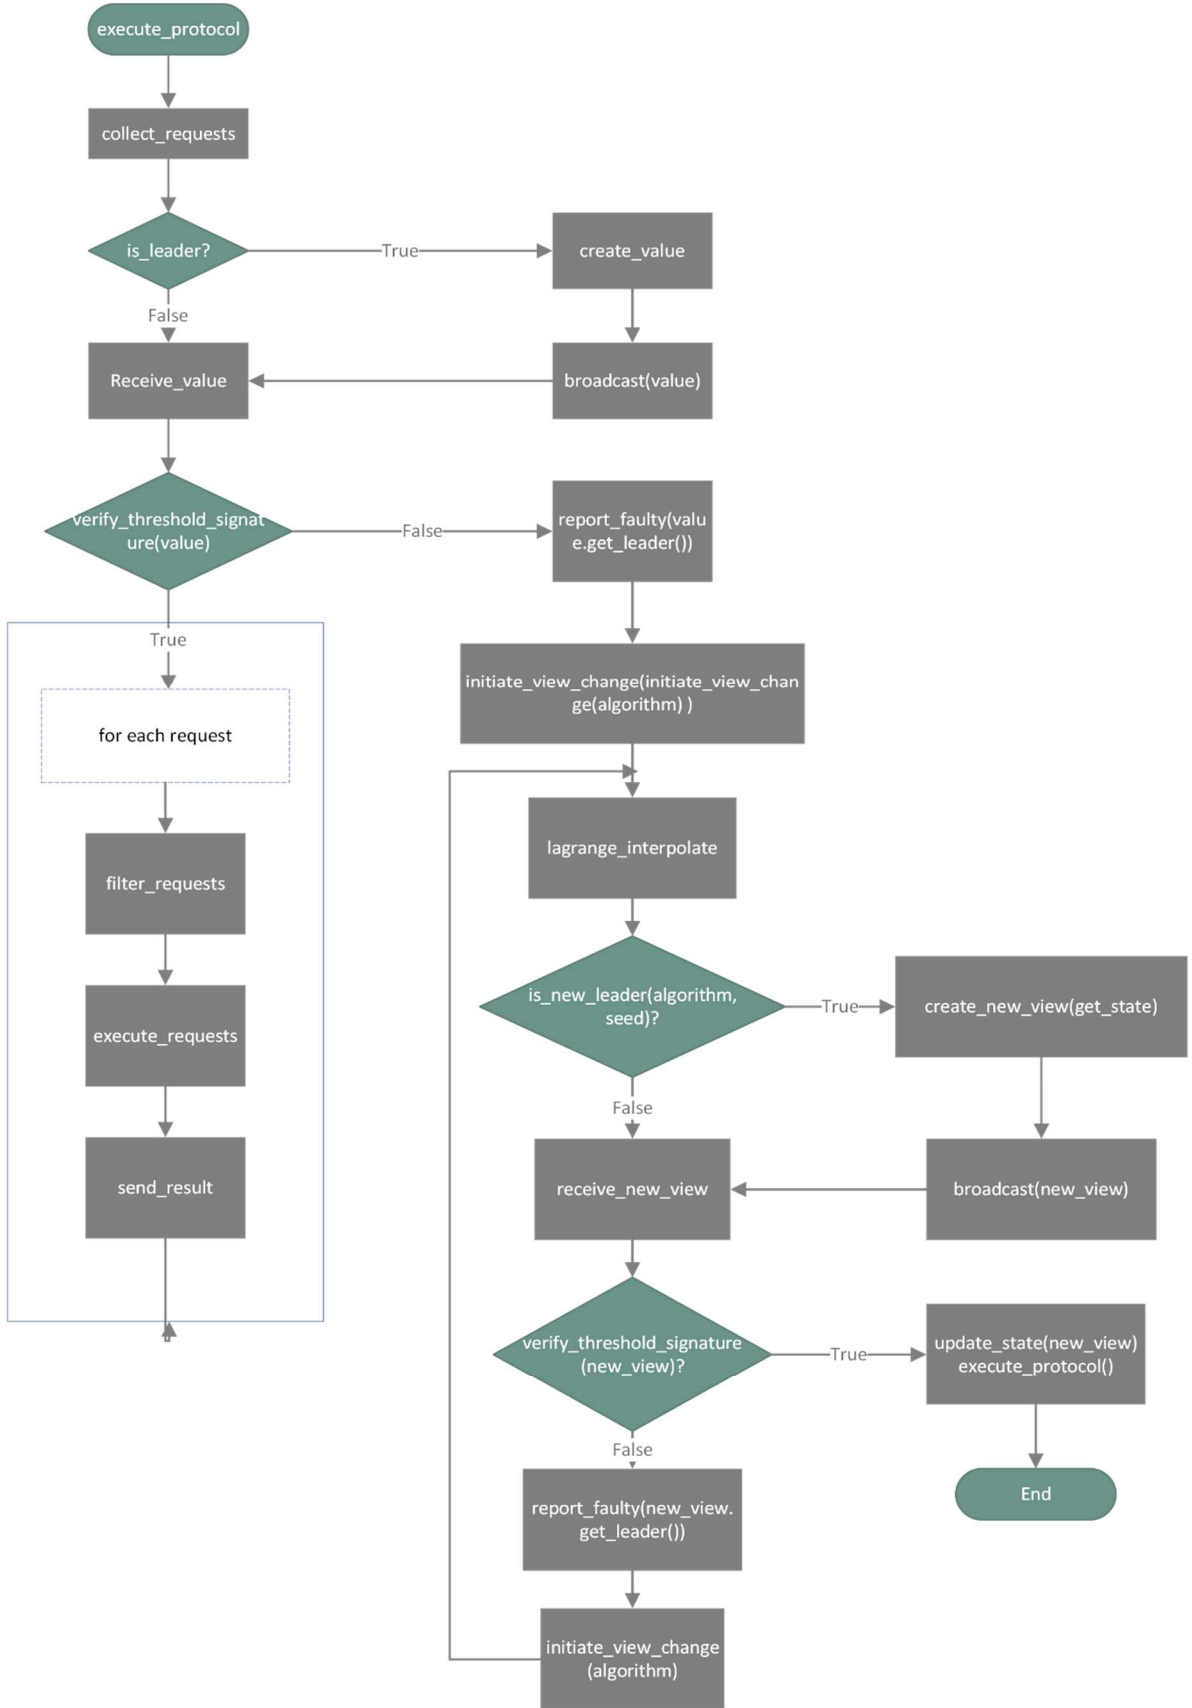 execute_protocol
collect_requests
is_leader?
True
create_value
False
Receive_value
broadcast(value)
verify_threshold_signat
ure(value)
False
report_faulty(valu
e.get_leader())
True
initiate_view_change(initiate_view_chan
ge(algorithm) )
for each request
lagrange_interpolate
filter_requests
is_new_leader(algorithm,
seed)?
True
create_new_view(get_state)
execute_requests
False
send_result
receive_new_view
broadcast(new_view)
verify_threshold_signature
(new_view)?
True
update_state(new_view)
execute_protocol()
False
report_faulty(new_view.
get_leader())
End
initiate_view_change
(algorithm)